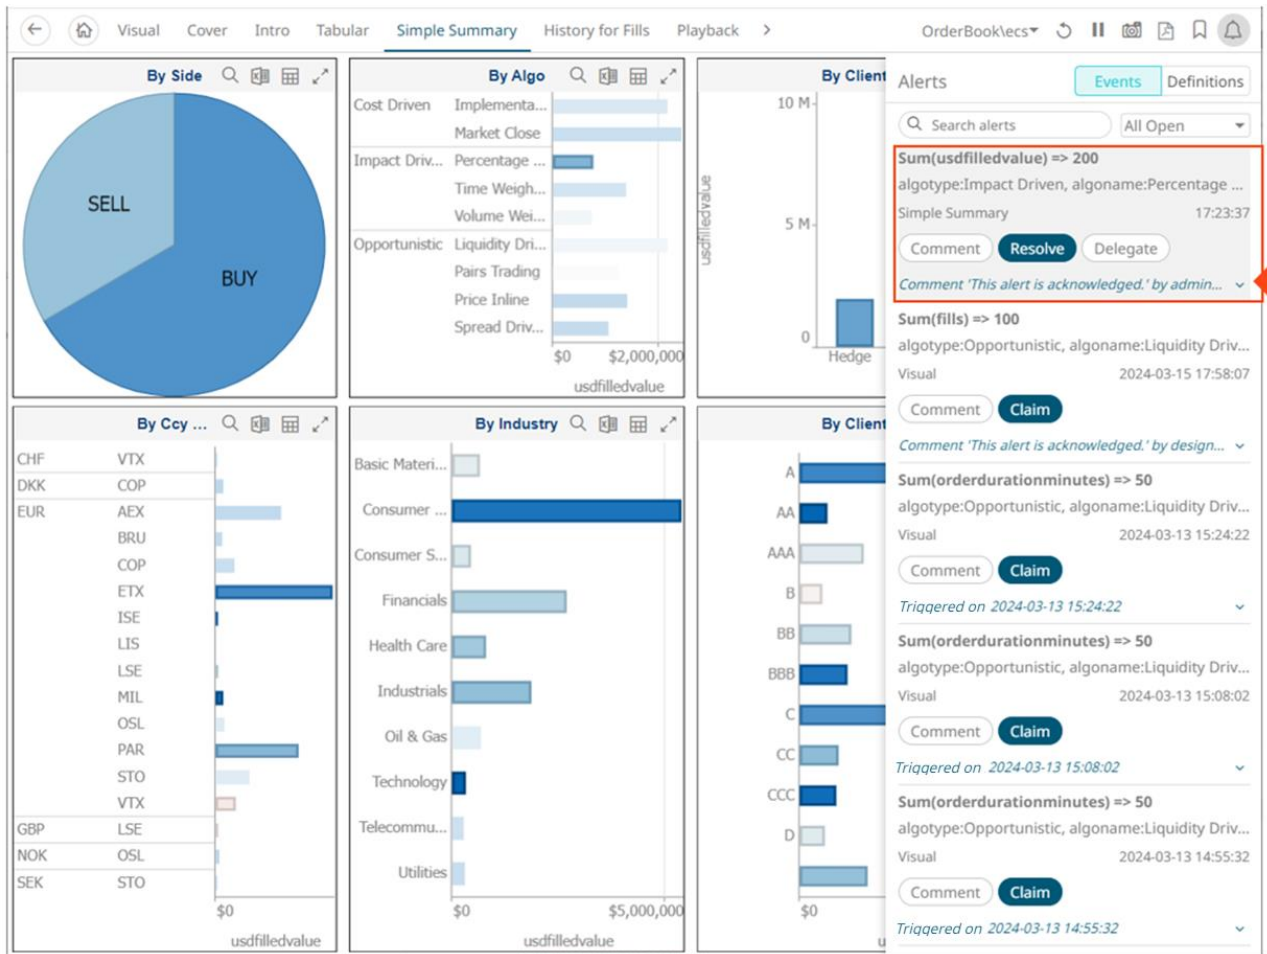 Visual Cover Intro Tabular Simple Summary History for Fills Playback OrderBook\ecs
By Side
SELL
BUY
By Algo
Cost Driven Implementa...
Market Close
Impact Driv... Percentage ...
Time Weigh...
Volume Wei...
Opportunistic Liquidity Dri...
Pairs Trading
Price Inline
Spread Driv...
$0 $2,000,000
usdfilledvalue
By Client
10 M
5 M
0
usdfilledvalue
Hedge
By Ccy ...
CHF VTX
DKK COP
EUR AEX
BRU
COP
ETX
ISE
LIS
LSE
MIL
OSL
PAR
STO
VTX
GBP LSE
NOK OSL
SEK STO
$0
usdfilledvalue
By Industry
Basic Materi...
Consumer ...
Consumer S...
Financials
Health Care
Industrials
Oil & Gas
Technology
Telecommu...
Utilities
$0 $5,000,000
usdfilledvalue
By Client
A
AA
AAA
B
BB
BBB
C
CC
CCC
D
$0
u
Alerts Events Definitions
Search alerts All Open
Sum(usdfilledvalue) => 200
algotype:Impact Driven, algoname:Percentage ...
Simple Summary 17:23:37
Comment Resolve Delegate
Comment 'This alert is acknowledged.' by admin...
Sum(fills) => 100
algotype:Opportunistic, algoname:Liquidity Driv...
Visual 2024-03-15 17:58:07
Comment Claim
Comment 'This alert is acknowledged.' by design...
Sum(orderdurationminutes) => 50
algotype:Opportunistic, algoname:Liquidity Driv...
Visual 2024-03-13 15:24:22
Comment Claim
Triggered on 2024-03-13 15:24:22
Sum(orderdurationminutes) => 50
algotype:Opportunistic, algoname:Liquidity Driv...
Visual 2024-03-13 15:08:02
Comment Claim
Triggered on 2024-03-13 15:08:02
Sum(orderdurationminutes) => 50
algotype:Opportunistic, algoname:Liquidity Driv...
Visual 2024-03-13 14:55:32
Comment Claim
Triggered on 2024-03-13 14:55:32